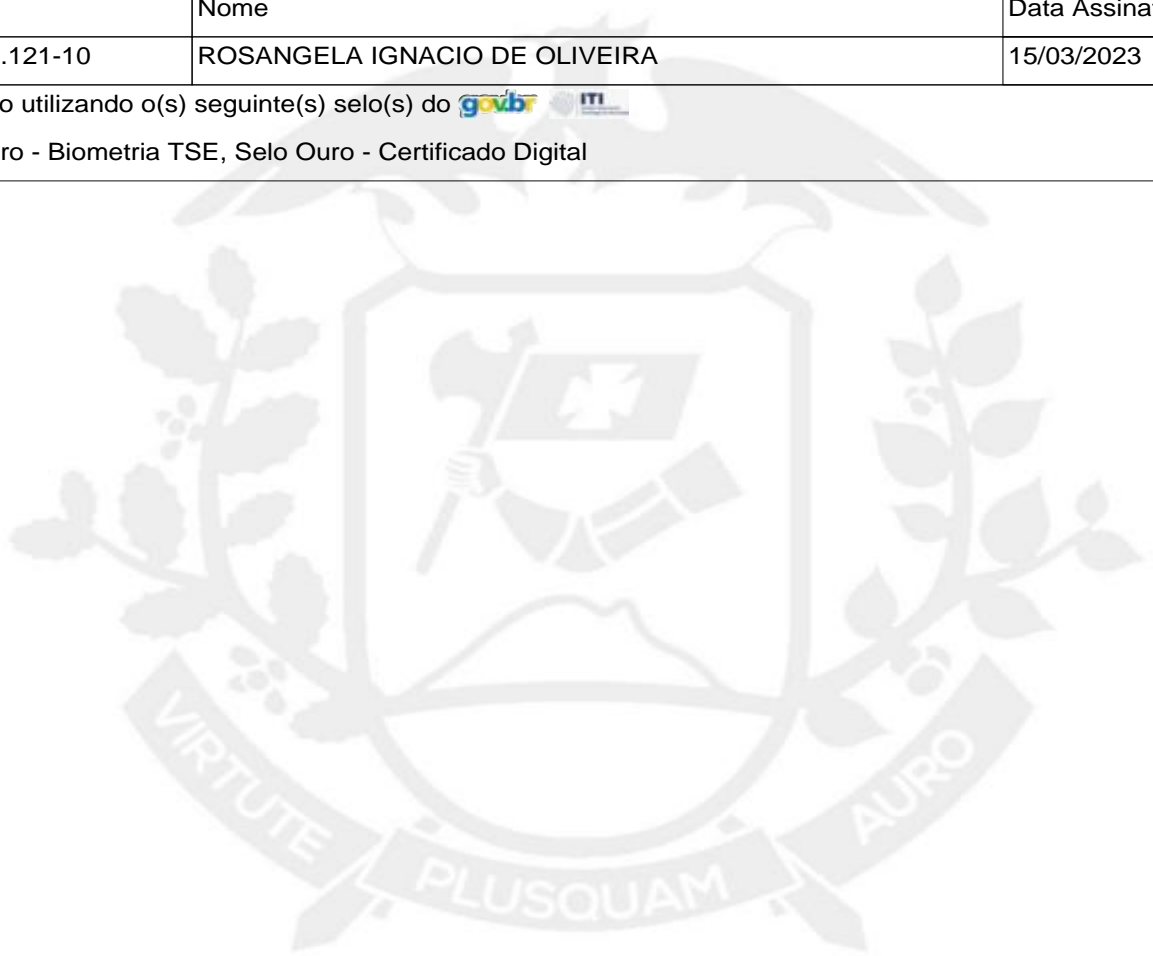 Nome Data Assina
.121-10 ROSANGELA IGNACIO DE OLIVEIRA 15/03/2023
o utilizando o(s) seguinte(s) selo(s) do gov.br ITI
ro - Biometria TSE, Selo Ouro - Certificado Digital
VIRTUTE PLUSQUAM AURO